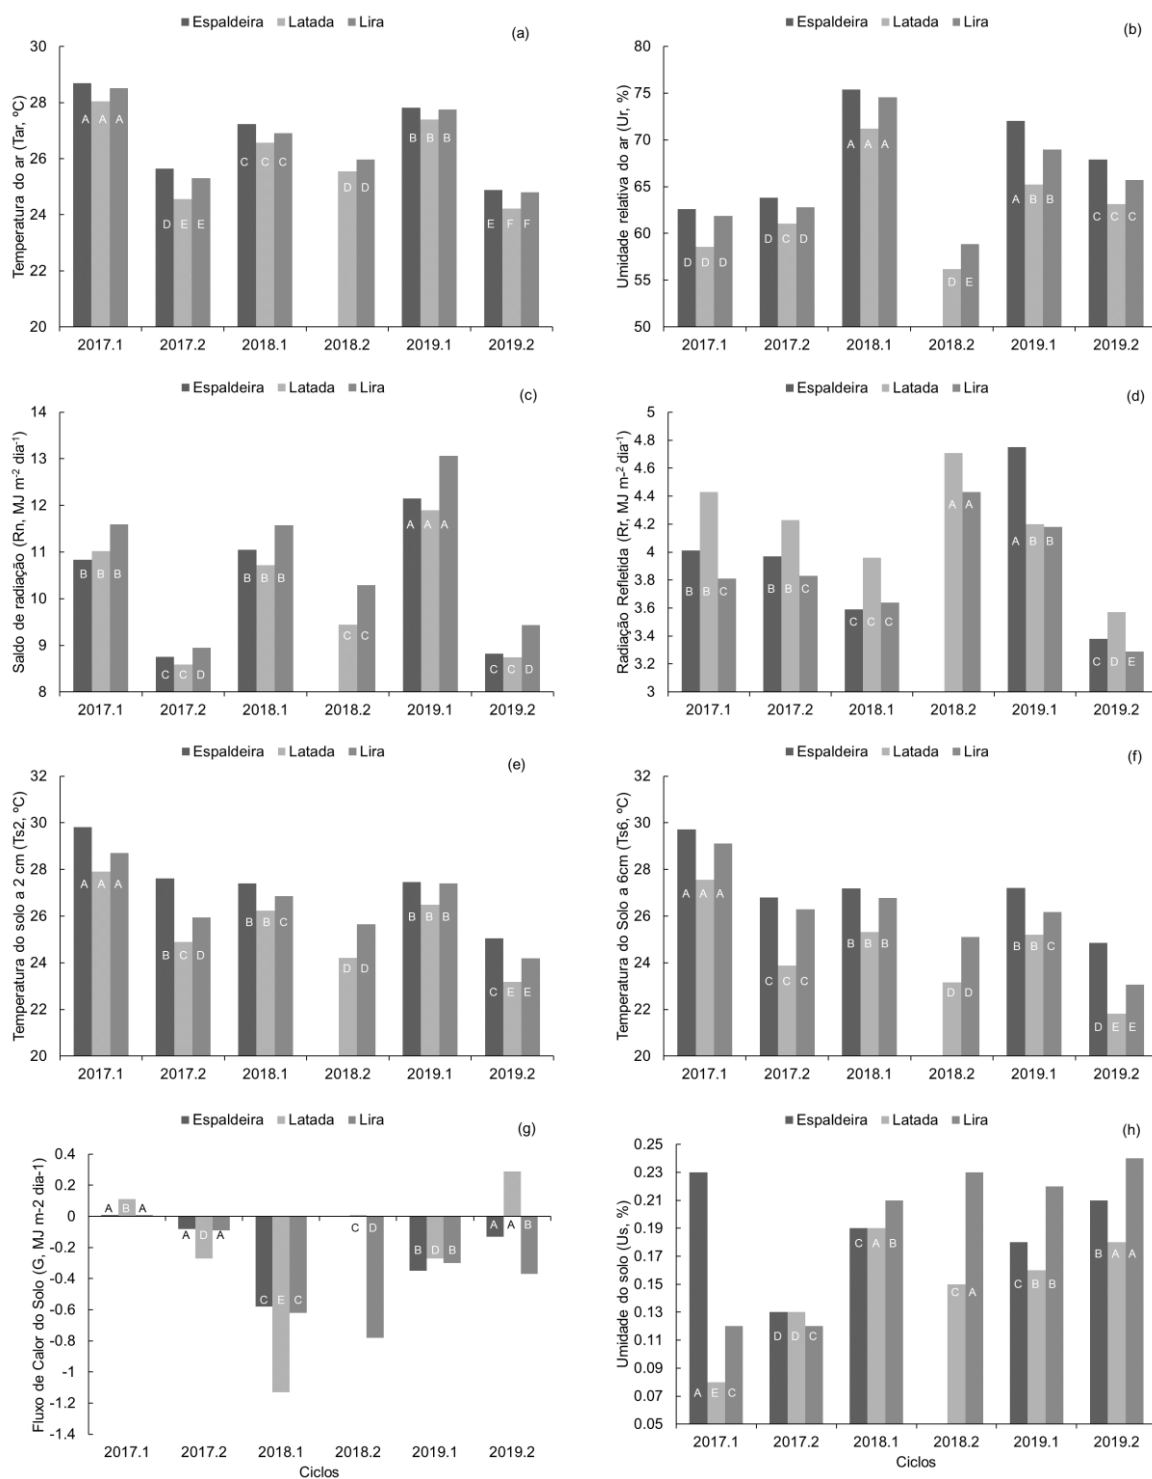 Espaldeira Latada Lira
(a)
Temperatura do ar (Tar, ºC)
30
28
26
24
22
20
A A A
D E E
C C C
D D
B B B
E F F
2017.1 2017.2 2018.1 2018.2 2019.1 2019.2
Espaldeira Latada Lira
(b)
Umidade relativa do ar (Ur, %)
80
75
70
65
60
55
50
D D D
D C D
A A A
D E
A B B
C C C
2017.1 2017.2 2018.1 2018.2 2019.1 2019.2
Espaldeira Latada Lira
(c)
Saldo de radiação (Rn, MJ m⁻² dia⁻¹)
14
13
12
11
10
9
8
B B B
C C D
B B B
C C
A A A
C C D
2017.1 2017.2 2018.1 2018.2 2019.1 2019.2
Espaldeira Latada Lira
(d)
Radiação Refletida (Rr, MJ m-² dia⁻¹)
5
4.8
4.6
4.4
4.2
4
3.8
3.6
3.4
3.2
3
B B C
B B C
C C C
A A
A B B
C D E
2017.1 2017.2 2018.1 2018.2 2019.1 2019.2
Espaldeira Latada Lira
(e)
Temperatura do solo a 2 cm (Ts2, ºC)
32
30
28
26
24
22
20
A A A
B C D
B B C
D D
B B B
C E E
2017.1 2017.2 2018.1 2018.2 2019.1 2019.2
Espaldeira Latada Lira
(f)
Temperatura do Solo a 6cm (Ts6, ºC)
32
30
28
26
24
22
20
A A A
C C C
B B B
D D
B B C
D E E
2017.1 2017.2 2018.1 2018.2 2019.1 2019.2
Espaldeira Latada Lira
(g)
Fluxo de Calor do Solo (G, MJ m-2 dia-1)
0.4
0.2
0
-0.2
-0.4
-0.6
-0.8
-1
-1.2
-1.4
A B A
A D A
C E C
C D
B D B
A A B
2017.1 2017.2 2018.1 2018.2 2019.1 2019.2
Ciclos
Espaldeira Latada Lira
(h)
Umidade do solo (Us, %)
0.25
0.23
0.21
0.19
0.17
0.15
0.13
0.11
0.09
0.07
0.05
A E C
D D C
C A B
C A
C B B
B A A
2017.1 2017.2 2018.1 2018.2 2019.1 2019.2
Ciclos